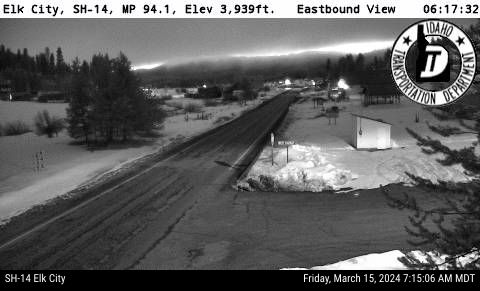 Elk City, SH-14, MP 94.1, Elev 3,939ft. Eastbound View 06:17:32
IDAHO
TRANSPORTATION DEPARTMENT
SH-14 Elk City Friday, March 15, 2024 7:15:06 AM MDT